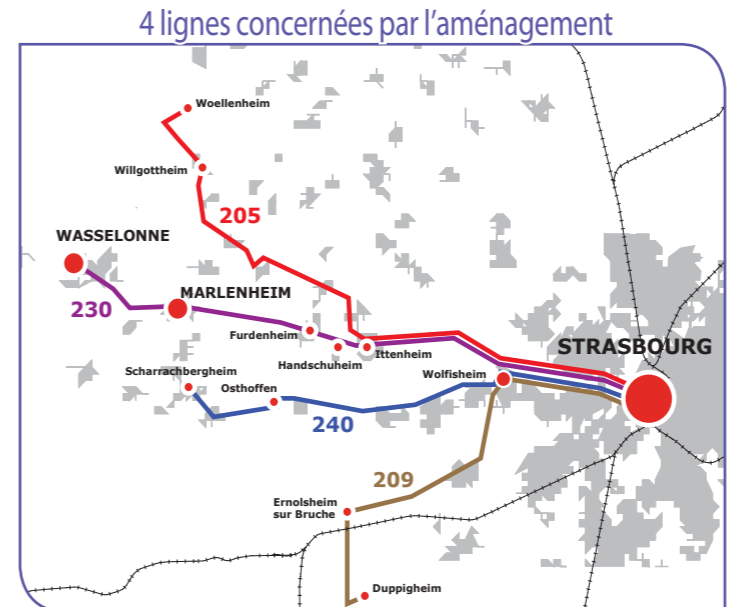 4 lignes concernées par l'aménagement
Woellenheim
Willgottheim
205
WASSELONNE
MARLENHEIM
230
Furdenheim
Handschuheim
Ittenheim
STRASBOURG
Scharrachbergheim
Osthoffen
Wolfisheim
240
209
Ernolsheim
sur Bruche
Duppigheim